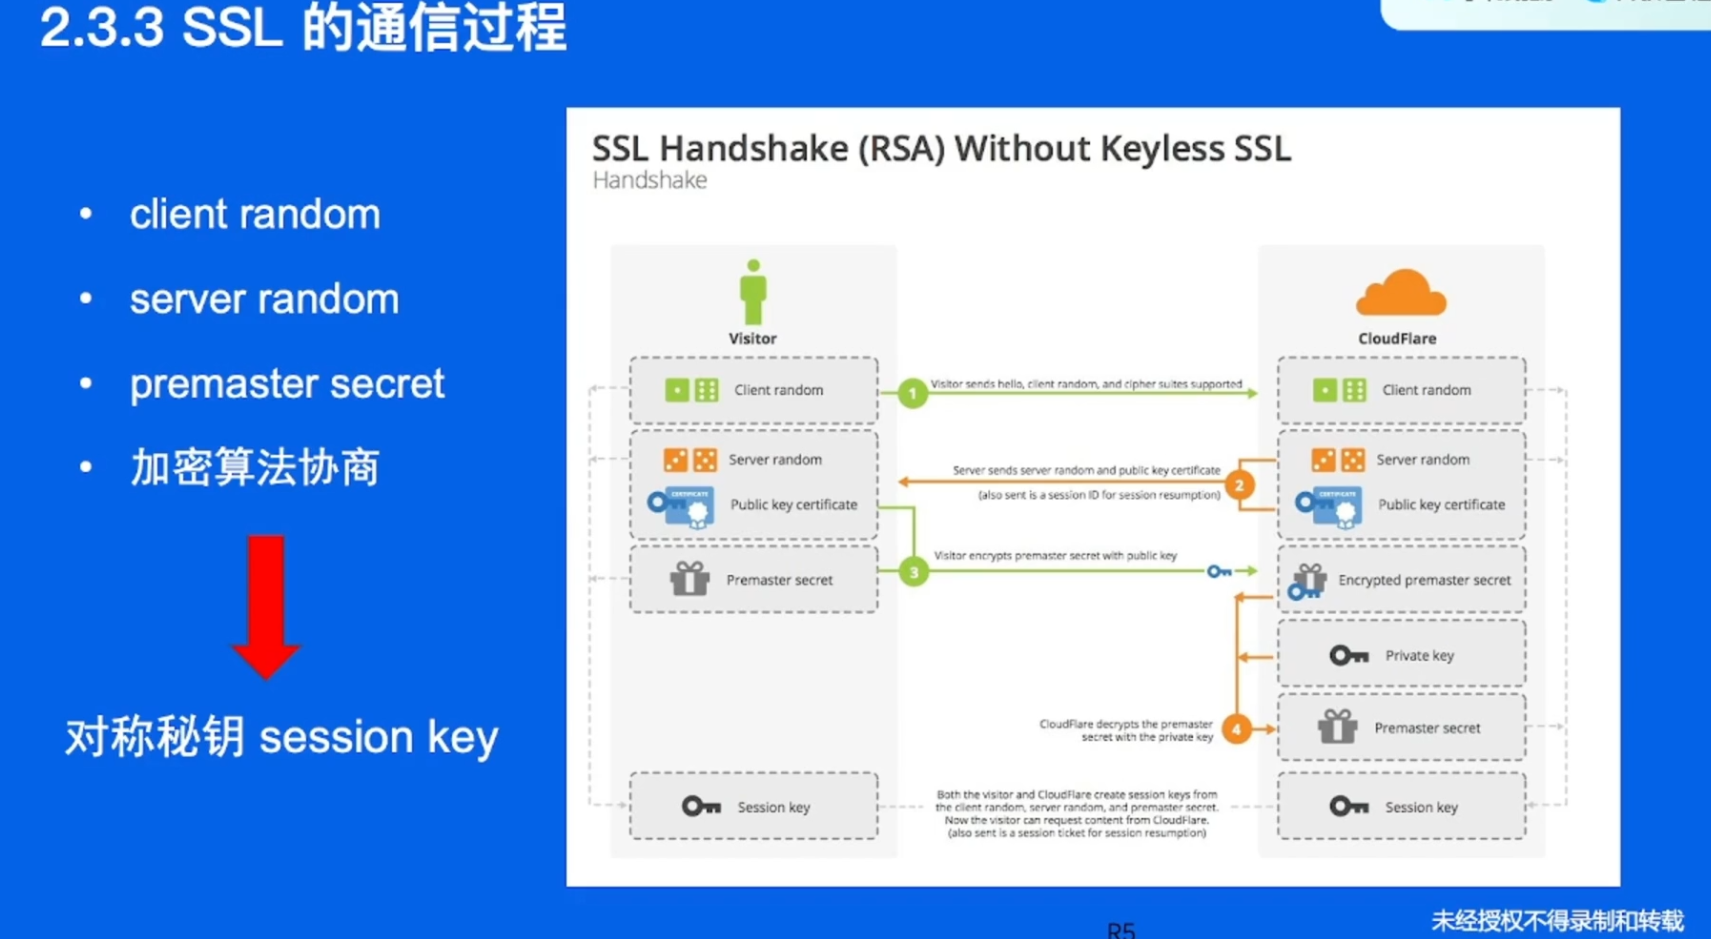 2.3.3 SSL 的通信过程
• client random
• server random
• premaster secret
• 加密算法协商
对称秘钥 session key
SSL Handshake (RSA) Without Keyless SSL
Handshake
Visitor
CloudFlare
Client random
1
Visitor sends hello, client random, and cipher suites supported
Client random
Server random
Public key certificate
CERTIFICATE
Server sends server random and public key certificate
(also sent is a session ID for session resumption)
2
Server random
Public key certificate
CERTIFICATE
Premaster secret
3
Visitor encrypts premaster secret with public key
Encrypted premaster secret
Private key
CloudFlare decrypts the premaster
secret with the private key
4
Premaster secret
Session key
Both the visitor and CloudFlare create session keys from
the client random, server random, and premaster secret.
Now the visitor can request content from CloudFlare.
(also sent is a session ticket for session resumption)
Session key
R5
未经授权不得录制和转载